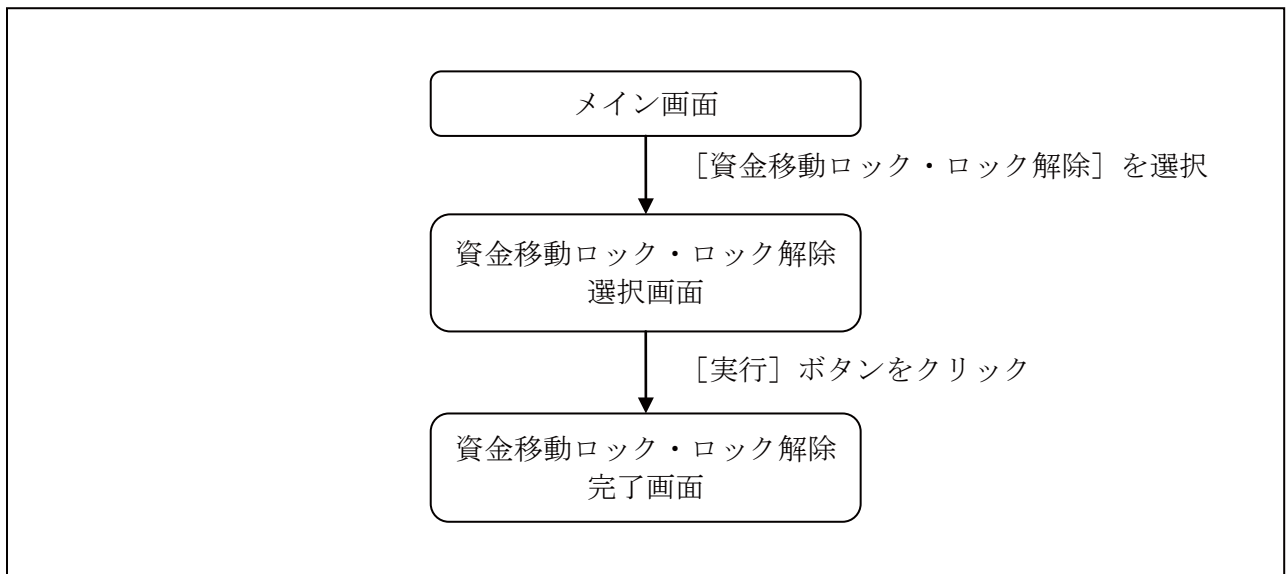 メイン画面
［資金移動ロック・ロック解除］を選択
資金移動ロック・ロック解除
選択画面
［実行］ボタンをクリック
資金移動ロック・ロック解除
完了画面